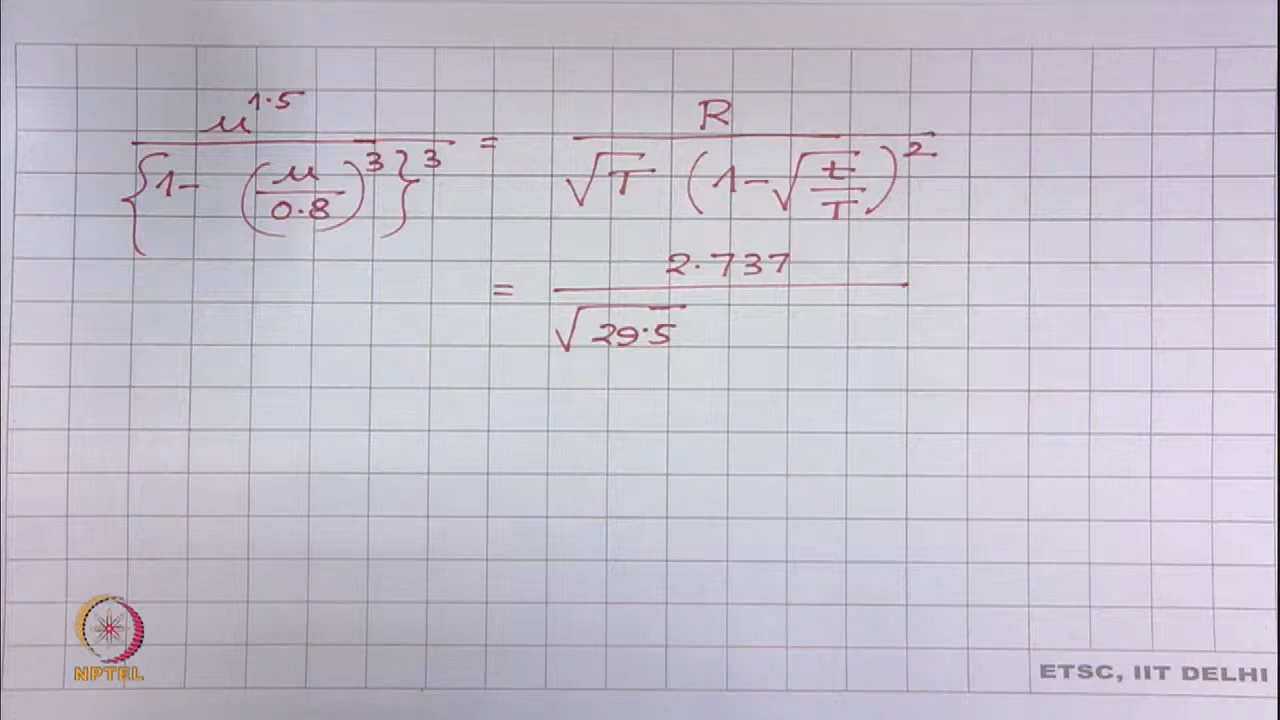 μ^1.5 / {1 - (μ/0.8)^3}^3 = R / √T (1 - √(t/T))^2
= 2.737 / √29.5
NPTEL
ETSC, IIT DELHI